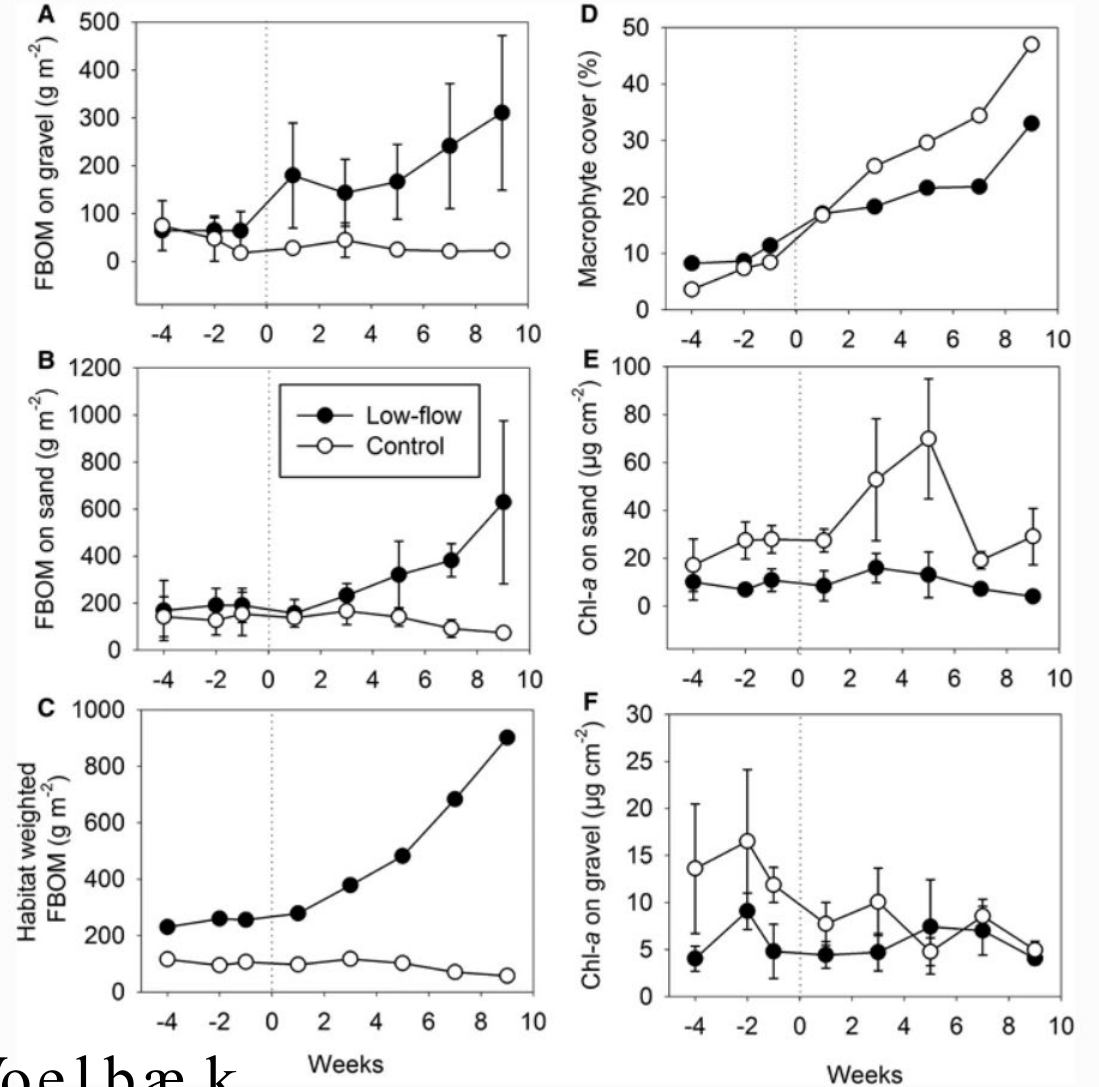 A
500
400
300
200
100
0
FBOM on gravel (g m⁻²)
-4 -2 0 2 4 6 8 10
B
1200
1000
800
600
400
200
0
FBOM on sand (g m⁻²)
Low-flow
Control
-4 -2 0 2 4 6 8 10
C
1000
800
600
400
200
0
Habitat weighted
FBOM (g m⁻²)
-4 -2 0 2 4 6 8 10
Weeks
D
50
40
30
20
10
0
Macrophyte cover (%)
-4 -2 0 2 4 6 8 10
E
100
80
60
40
20
0
Chl-a on sand (µg cm⁻²)
-4 -2 0 2 4 6 8 10
F
30
25
20
15
10
5
0
Chl-a on gravel (µg cm⁻²)
-4 -2 0 2 4 6 8 10
Weeks